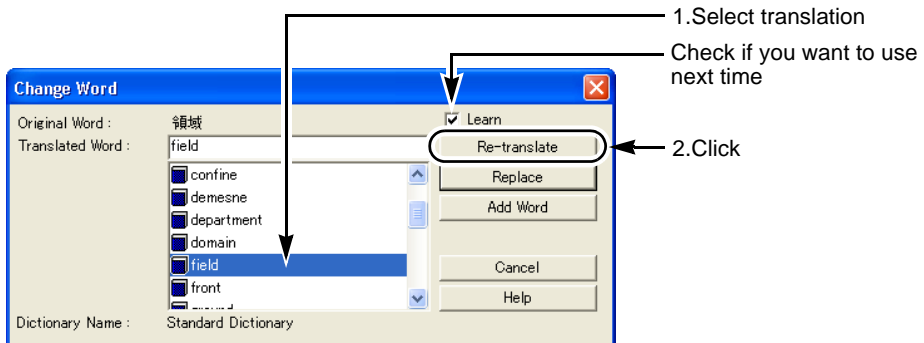 1.Select translation
Check if you want to use
next time
Change Word
Original Word : 領域
Learn
Translated Word : field
Re-translate
2.Click
confine
Replace
demesne
department
Add Word
domain
field
Cancel
front
Help
Dictionary Name : Standard Dictionary